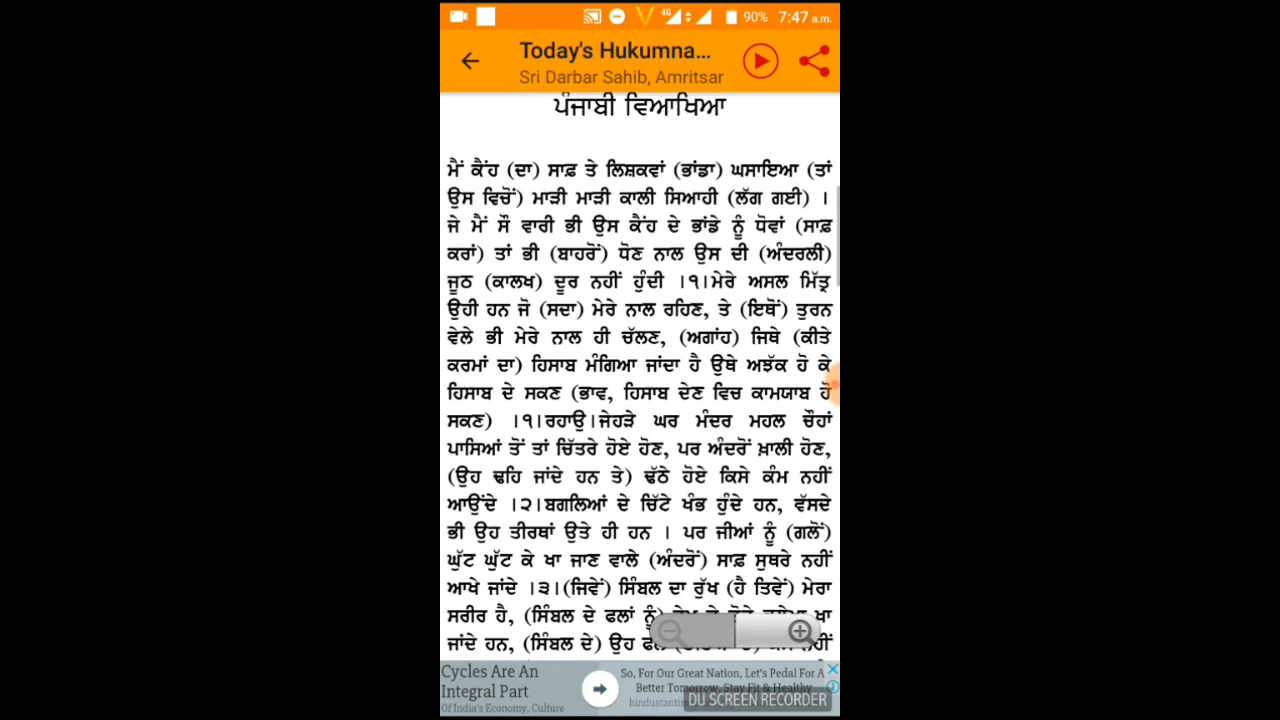 4G 90% 7:47 a.m.
Today's Hukumna...
Sri Darbar Sahib, Amritsar
ਪੰਜਾਬੀ ਵਿਆਖਿਆ
ਮੈਂ ਕੈਂਹ (ਦਾ) ਸਾਫ਼ ਤੇ ਲਿਸ਼ਕਵਾਂ (ਭਾਂਡਾ) ਘਸਾਇਆ (ਤਾਂ
ਉਸ ਵਿਚੋਂ) ਮਾੜੀ ਮਾੜੀ ਕਾਲੀ ਸਿਆਹੀ (ਲੱਗ ਗਈ) ।
ਜੇ ਮੈਂ ਸੌ ਵਾਰੀ ਭੀ ਉਸ ਕੈਂਹ ਦੇ ਭਾਂਡੇ ਨੂੰ ਧੋਵਾਂ (ਸਾਫ਼
ਕਰਾਂ) ਤਾਂ ਭੀ (ਬਾਹਰੋਂ) ਧੋਣ ਨਾਲ ਉਸ ਦੀ (ਅੰਦਰਲੀ)
ਜੂਠ (ਕਾਲਖ) ਦੂਰ ਨਹੀਂ ਹੁੰਦੀ ।੧।ਮੇਰੇ ਅਸਲ ਮਿੱਤ੍ਰ
ਉਹੀ ਹਨ ਜੋ (ਸਦਾ) ਮੇਰੇ ਨਾਲ ਰਹਿਣ, ਤੇ (ਇਥੋਂ) ਤੁਰਨ
ਵੇਲੇ ਭੀ ਮੇਰੇ ਨਾਲ ਹੀ ਚੱਲਣ, (ਅਗਾਂਹ) ਜਿਥੇ (ਕੀਤੇ
ਕਰਮਾਂ ਦਾ) ਹਿਸਾਬ ਮੰਗਿਆ ਜਾਂਦਾ ਹੈ ਉਥੇ ਅਝੱਕ ਹੋ ਕੇ
ਹਿਸਾਬ ਦੇ ਸਕਣ (ਭਾਵ, ਹਿਸਾਬ ਦੇਣ ਵਿਚ ਕਾਮਯਾਬ ਹੋ
ਸਕਣ) ।੧।ਰਹਾਉ।ਜੇਹੜੇ ਘਰ ਮੰਦਰ ਮਹਲ ਚੌਹਾਂ
ਪਾਸਿਆਂ ਤੋਂ ਤਾਂ ਚਿੱਤਰੇ ਹੋਏ ਹੋਣ, ਪਰ ਅੰਦਰੋਂ ਖ਼ਾਲੀ ਹੋਣ,
(ਉਹ ਢਹਿ ਜਾਂਦੇ ਹਨ ਤੇ) ਢੱਠੇ ਹੋਏ ਕਿਸੇ ਕੰਮ ਨਹੀਂ
ਆਉਂਦੇ ।੨।ਬਗਲਿਆਂ ਦੇ ਚਿੱਟੇ ਖੰਭ ਹੁੰਦੇ ਹਨ, ਵੱਸਦੇ
ਭੀ ਉਹ ਤੀਰਥਾਂ ਉਤੇ ਹੀ ਹਨ । ਪਰ ਜੀਆਂ ਨੂੰ (ਗਲੋਂ)
ਘੁੱਟ ਘੁੱਟ ਕੇ ਖਾ ਜਾਣ ਵਾਲੇ (ਅੰਦਰੋਂ) ਸਾਫ਼ ਸੁਥਰੇ ਨਹੀਂ
ਆਖੇ ਜਾਂਦੇ ।੩।(ਜਿਵੇਂ) ਸਿੰਬਲ ਦਾ ਰੁੱਖ (ਹੈ ਤਿਵੇਂ) ਮੇਰਾ
ਸਰੀਰ ਹੈ, (ਸਿੰਬਲ ਦੇ ਫਲਾਂ ਨੂੰ) ਖਾ
ਜਾਂਦੇ ਹਨ, (ਸਿੰਬਲ ਦੇ) ਉਹ ਨਹੀਂ
Cycles Are An
Integral Part
Of India's Economy, Culture
So, For Our Great Nation, Let's Pedal For A
Better Tomorrow, Stay Fit & Healthy
DU SCREEN RECORDER